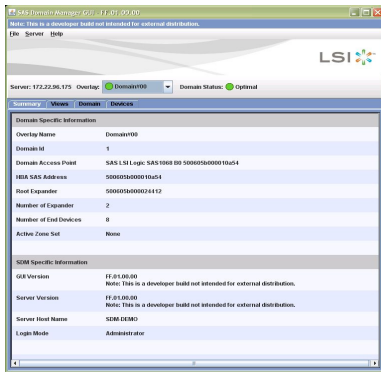 SAS Domain Manager GUI - FF.01.00.00
Note: This is a developer build not intended for external distribution.
File Server Help
LSI
Server: 172.22.96.175 Overlay: Domain#00 Domain Status: Optimal
Summary Views Domain Devices
Domain Specific Information
Overlay Name Domain#00
Domain Id 1
Domain Access Point SAS LSI Logic SAS1068 B0 500605b000010a54
HBA SAS Address 500605b000010a54
Root Expander 500605b000024412
Number of Expander 2
Number of End Devices 8
Active Zone Set None
SDM Specific Information
GUI Version FF.01.00.00
Note: This is a developer build not intended for external distribution.
Server Version FF.01.00.00
Note: This is a developer build not intended for external distribution.
Server Host Name SDM-DEMO
Login Mode Administrator